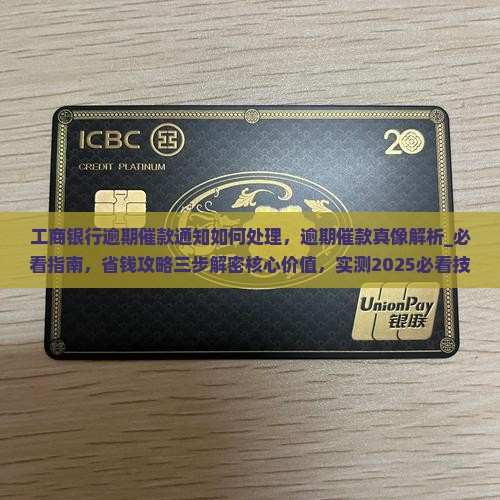 ICBC
20
CREDIT PLATINUM
工商银行逾期催款通知如何处理，逾期催款真像解析_必
看指南，省钱攻略三步解密核心价值，实测2025必看技
UnionPay
银联